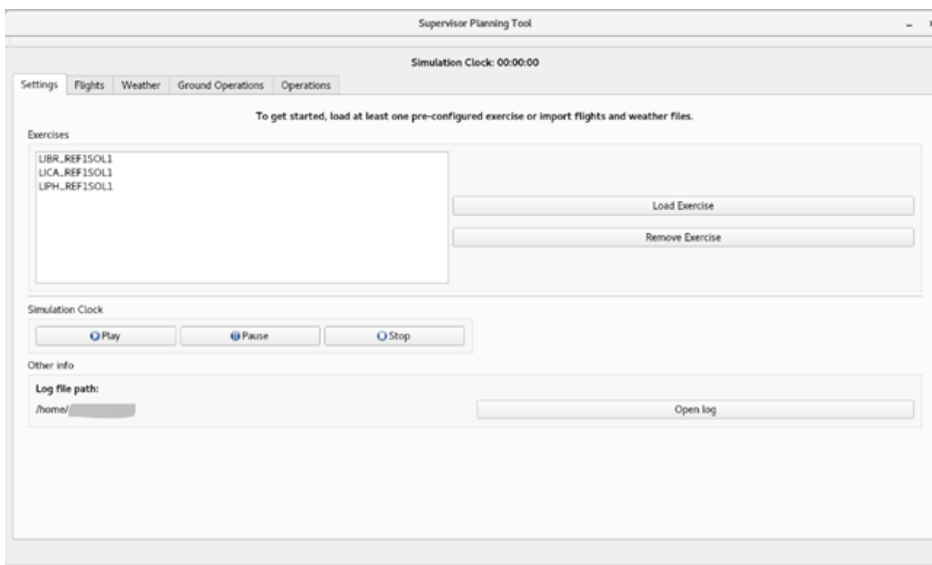 Supervisor Planning Tool
Simulation Clock: 00:00:00
Settings Flights Weather Ground Operations Operations
To get started, load at least one pre-configured exercise or import flights and weather files.
Exercises
LIBR_REF1SOL1
LICA_REF1SOL1
LIPH_REF1SOL1
Load Exercise
Remove Exercise
Simulation Clock
Play Pause Stop
Other info
Log file path:
/home/
Open log